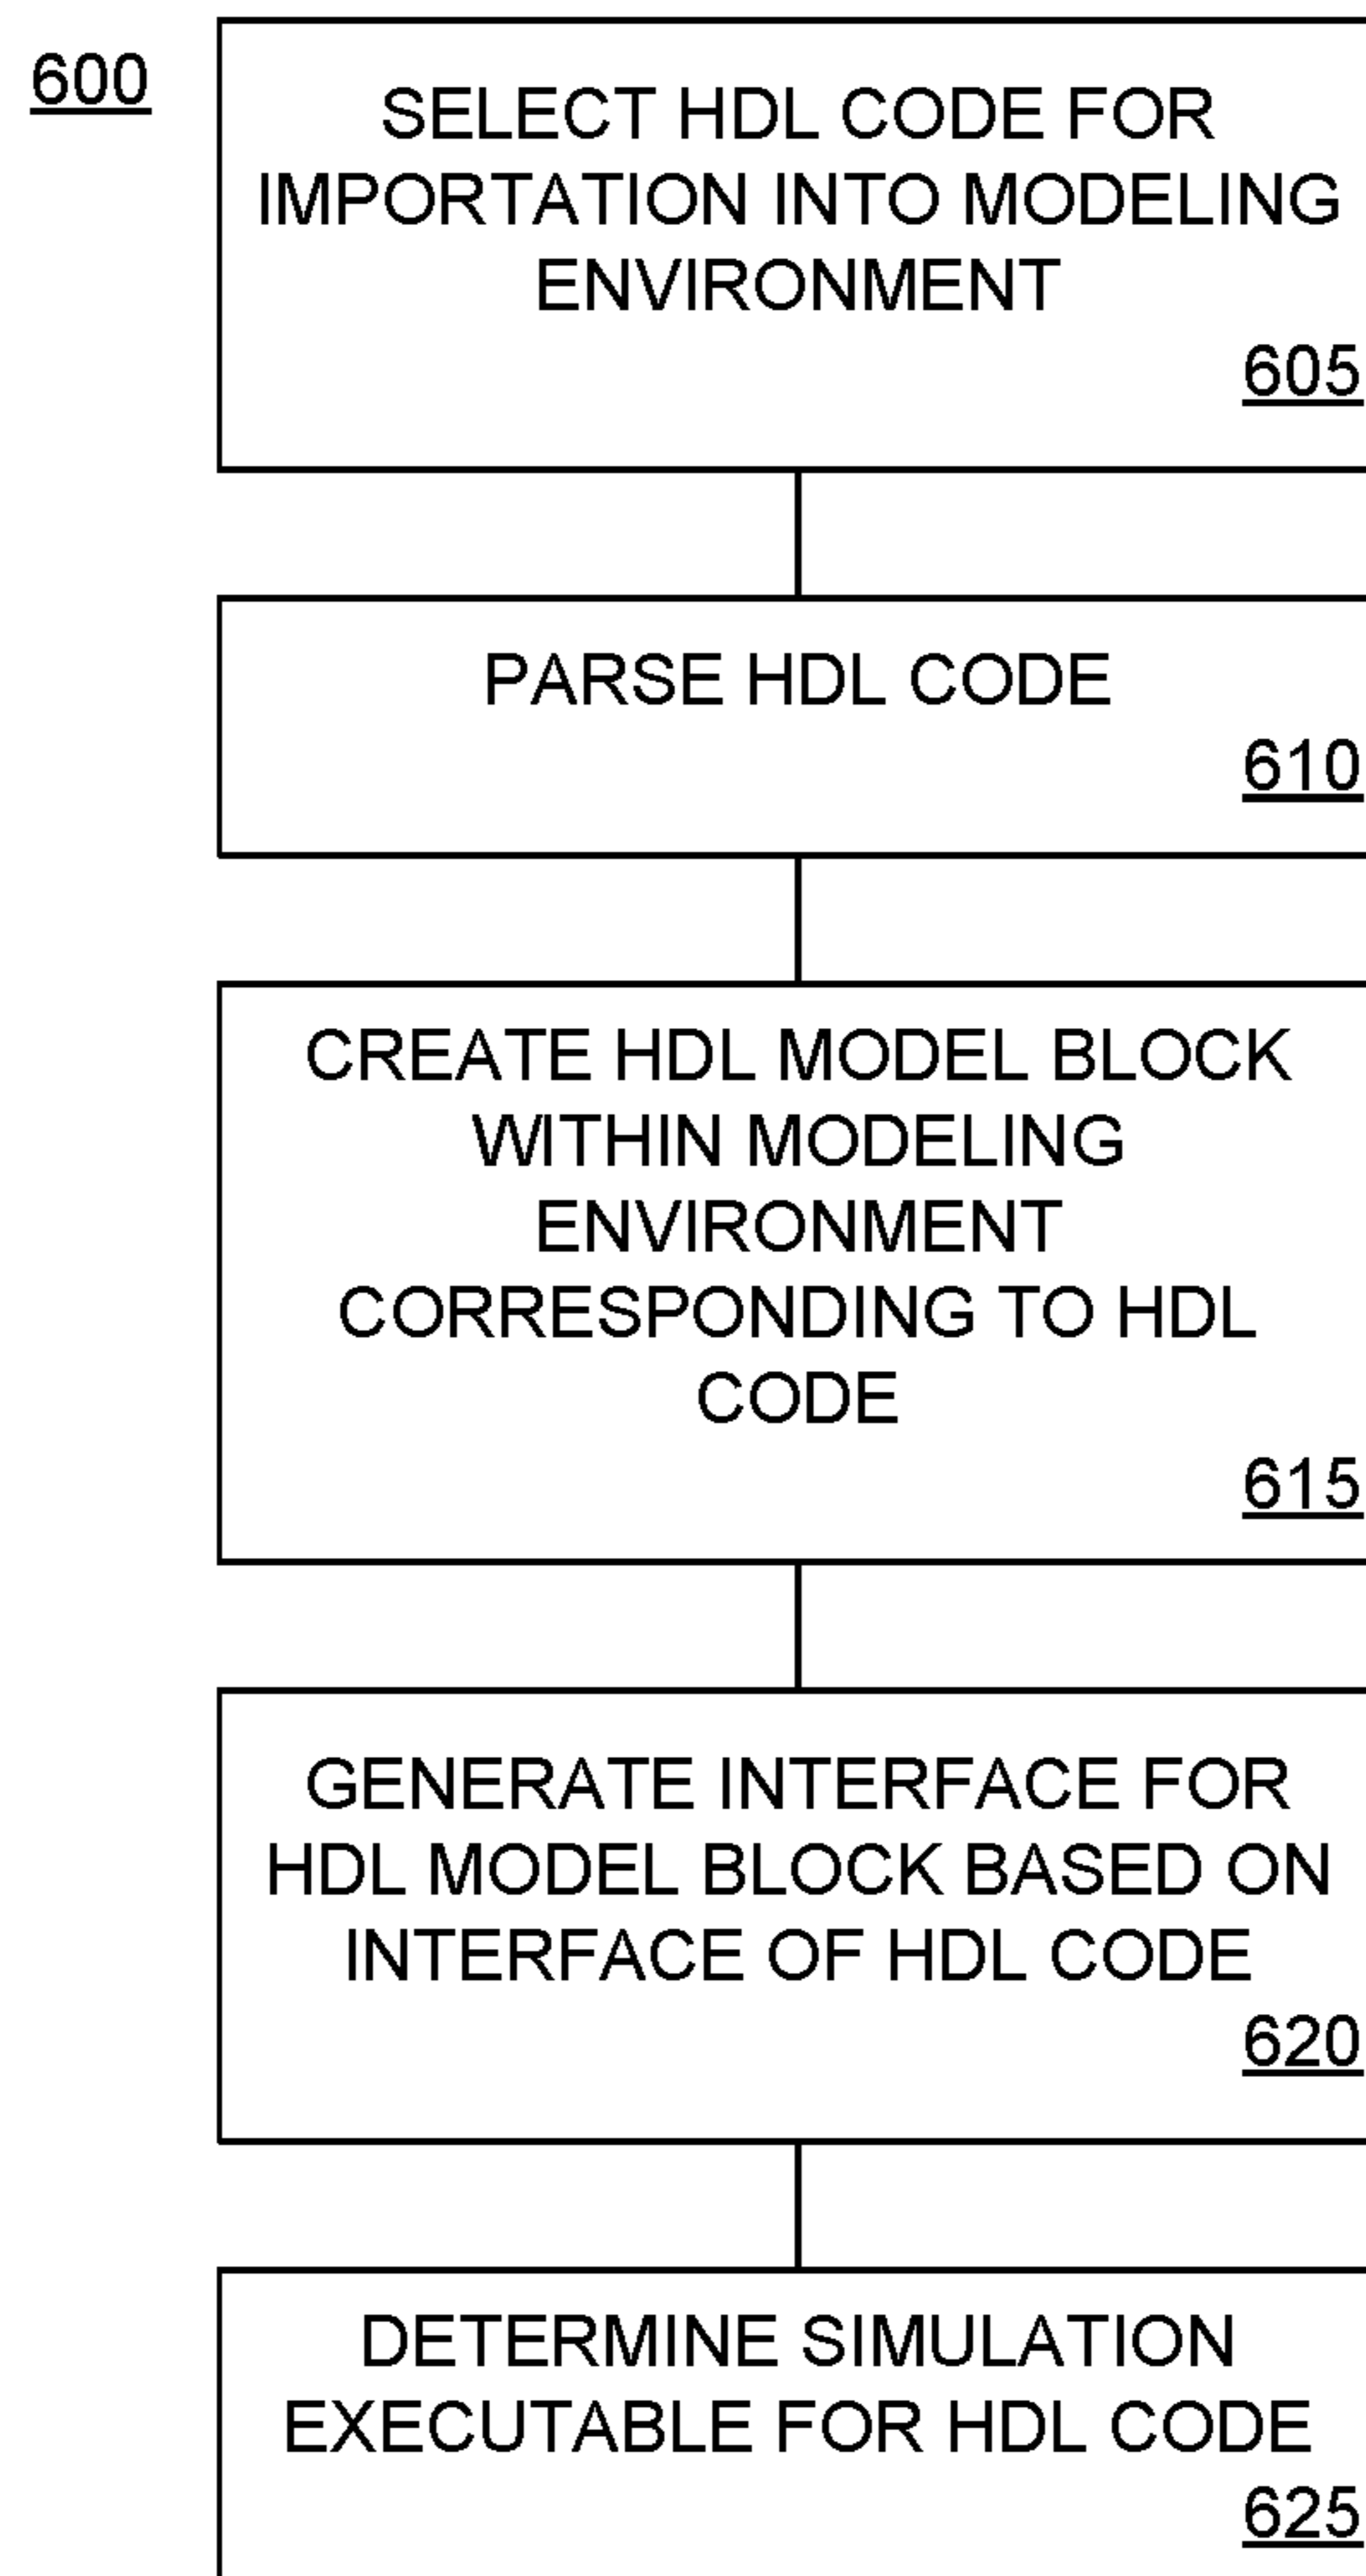 600
SELECT HDL CODE FOR
IMPORTATION INTO MODELING
ENVIRONMENT
605
PARSE HDL CODE
610
CREATE HDL MODEL BLOCK
WITHIN MODELING
ENVIRONMENT
CORRESPONDING TO HDL
CODE
615
GENERATE INTERFACE FOR
HDL MODEL BLOCK BASED ON
INTERFACE OF HDL CODE
620
DETERMINE SIMULATION
EXECUTABLE FOR HDL CODE
625